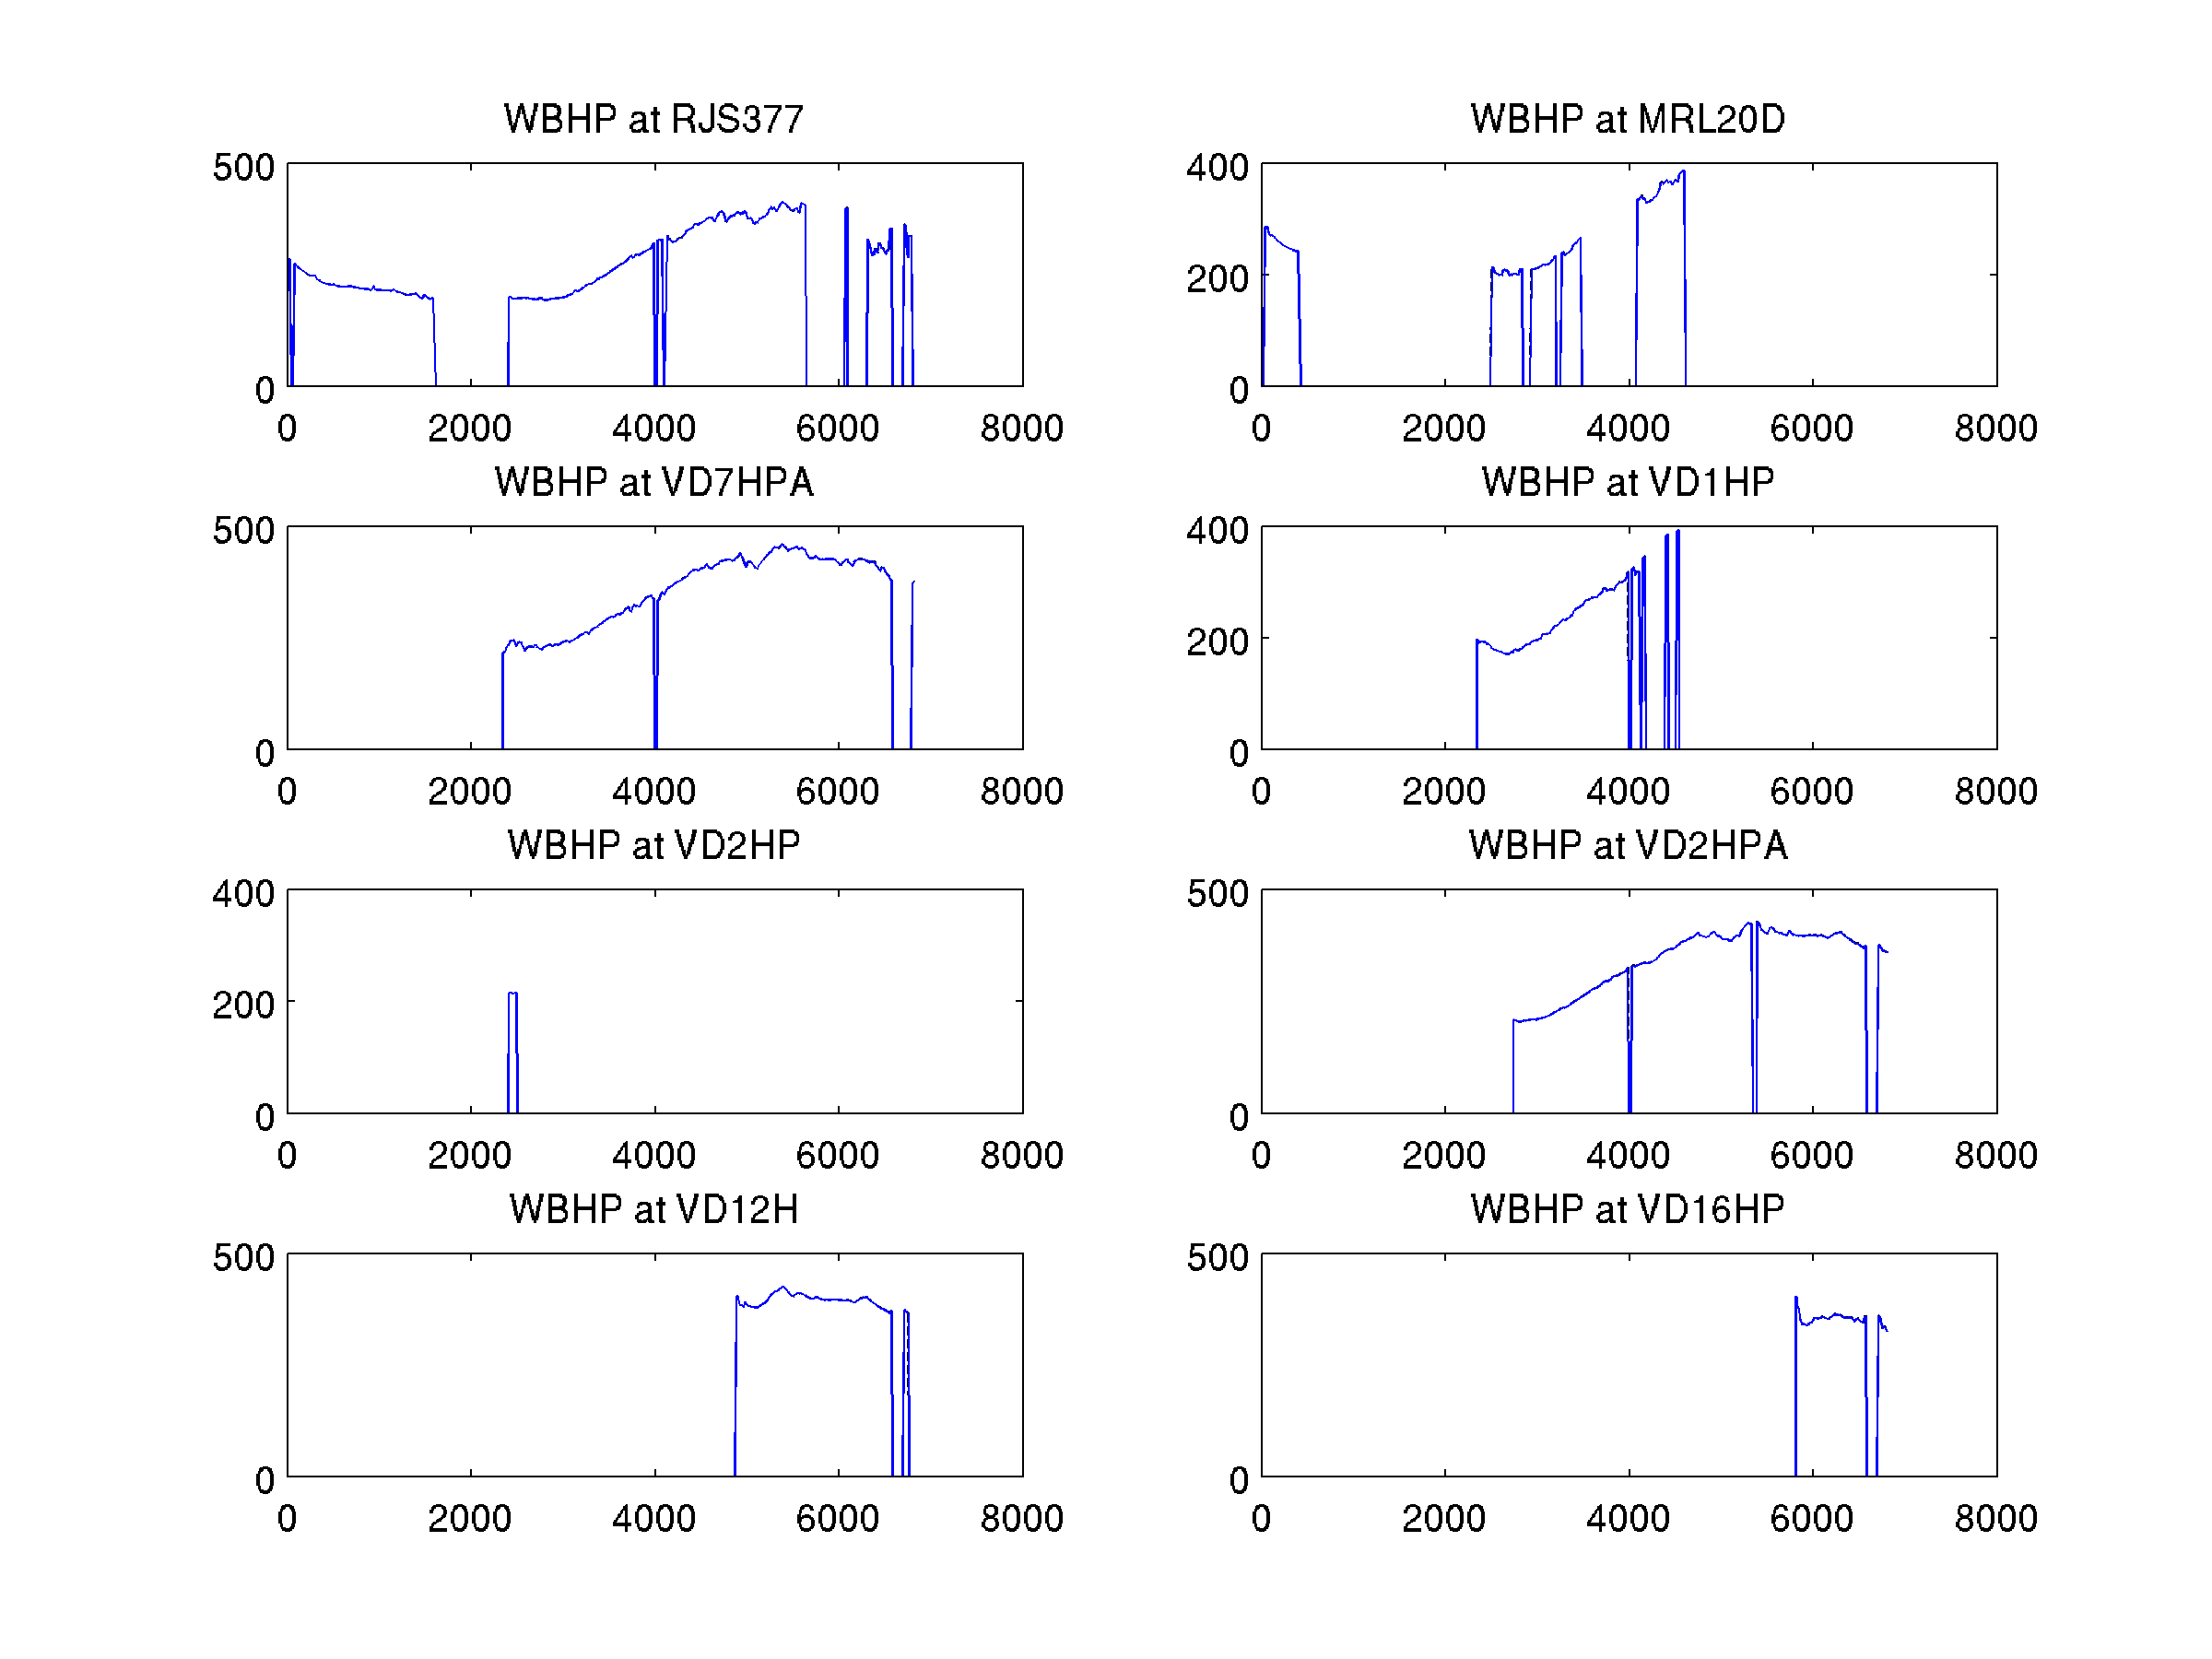 WBHP at RJS377
500
0
0 2000 4000 6000 8000
WBHP at MRL20D
400
200
0
0 2000 4000 6000 8000
WBHP at VD7HPA
500
0
0 2000 4000 6000 8000
WBHP at VD1HP
400
200
0
0 2000 4000 6000 8000
WBHP at VD2HP
400
200
0
0 2000 4000 6000 8000
WBHP at VD2HPA
500
0
0 2000 4000 6000 8000
WBHP at VD12H
500
0
0 2000 4000 6000 8000
WBHP at VD16HP
500
0
0 2000 4000 6000 8000